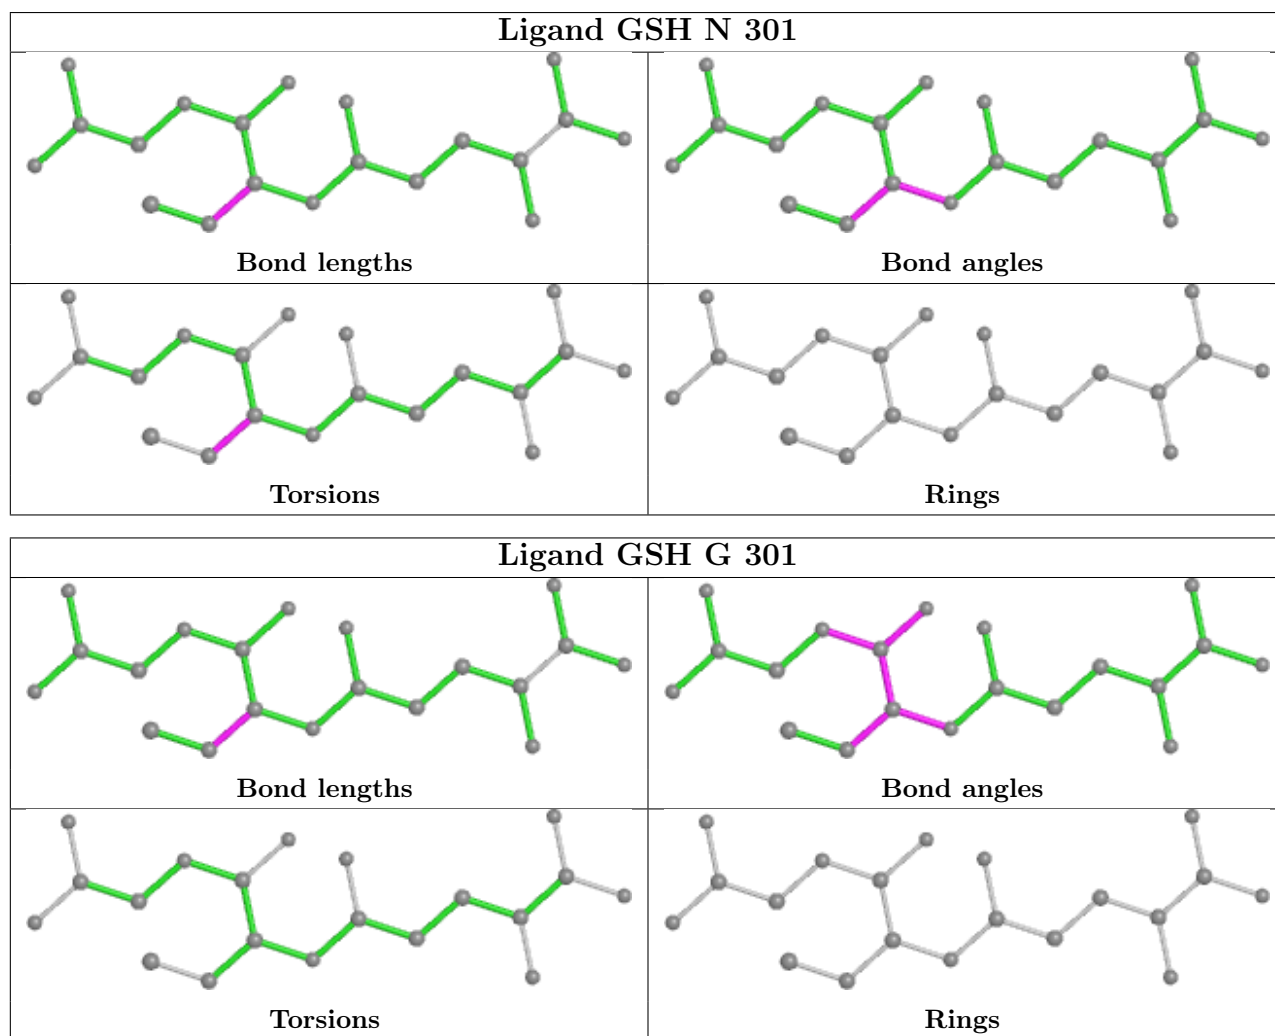 Ligand GSH N 301
Bond lengths
Bond angles
Torsions
Rings
Ligand GSH G 301
Bond lengths
Bond angles
Torsions
Rings